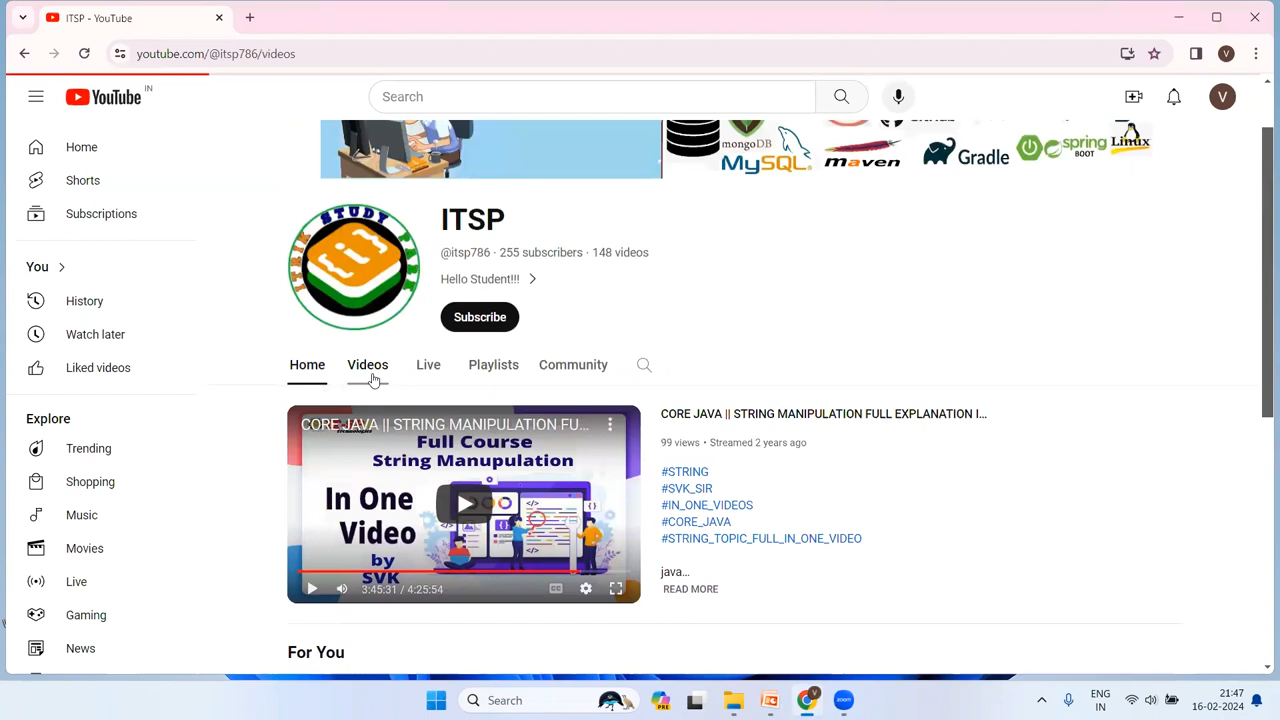 ITSP - YouTube
youtube.com/@itsp786/videos
V
YouTube IN
Search
V
mongoDB
MySQL
maven
Gradle
spring
BOOT
Linux
Home
Shorts
Subscriptions
You
History
Watch later
Liked videos
Explore
Trending
Shopping
Music
Movies
Live
Gaming
News
STUDY
ITSP
@itsp786 · 255 subscribers · 148 videos
Hello Student!!!
Subscribe
Home
Videos
Live
Playlists
Community
CORE JAVA || STRING MANIPULATION FU...
Full Course
String Manupulation
In One
Video
by
SVK
3:45:31 / 4:25:54
CORE JAVA || STRING MANIPULATION FULL EXPLANATION I...
99 views • Streamed 2 years ago
#STRING
#SVK_SIR
#IN_ONE_VIDEOS
#CORE_JAVA
#STRING_TOPIC_FULL_IN_ONE_VIDEO
java...
READ MORE
For You
Search
PRE
V
zoom
ENG
IN
21:47
16-02-2024